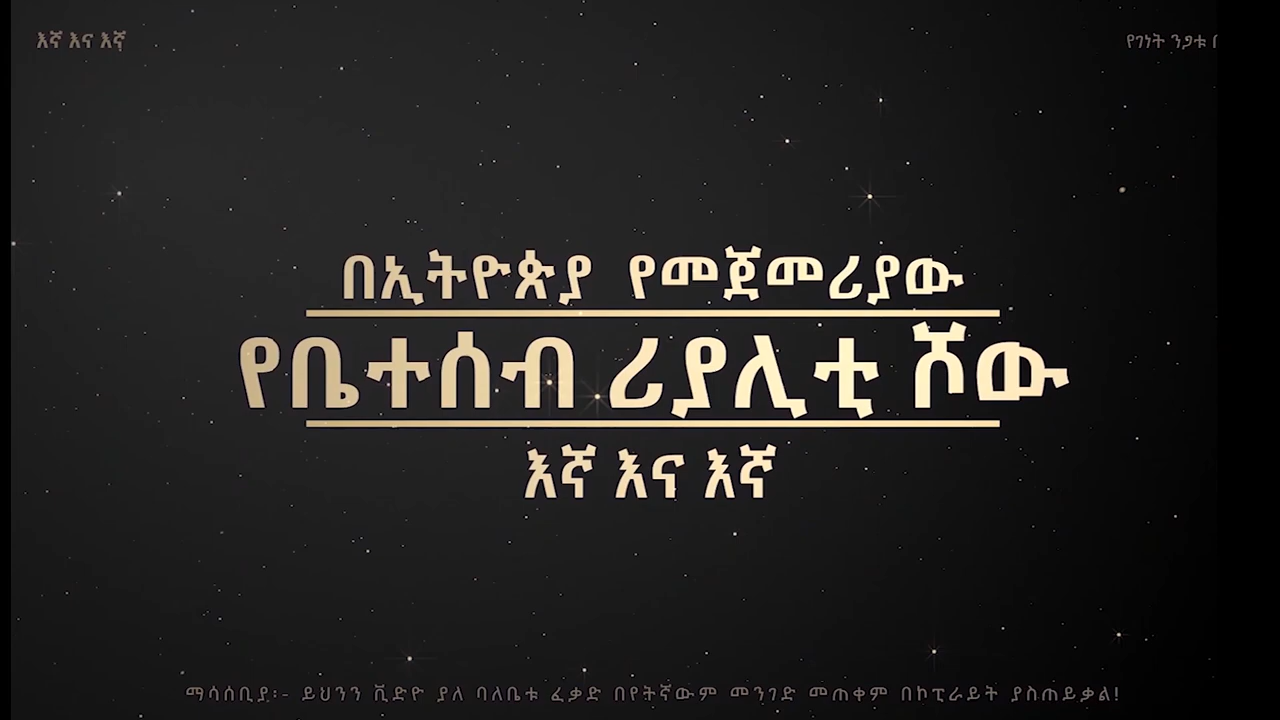 እኛ እና እኛ
የገነት ንጋቱ
በኢትዮጵያ የመጀመሪያው
የቤተሰብ ሪያሊቲ ሾው
እኛ እና እኛ
ማሳሰቢያ፡- ይህንን ቪድዮ ያለ ባለቤቱ ፈቃድ በየትኛውም መንገድ መጠቀም በኮፒራይት ያስጠይቃል!